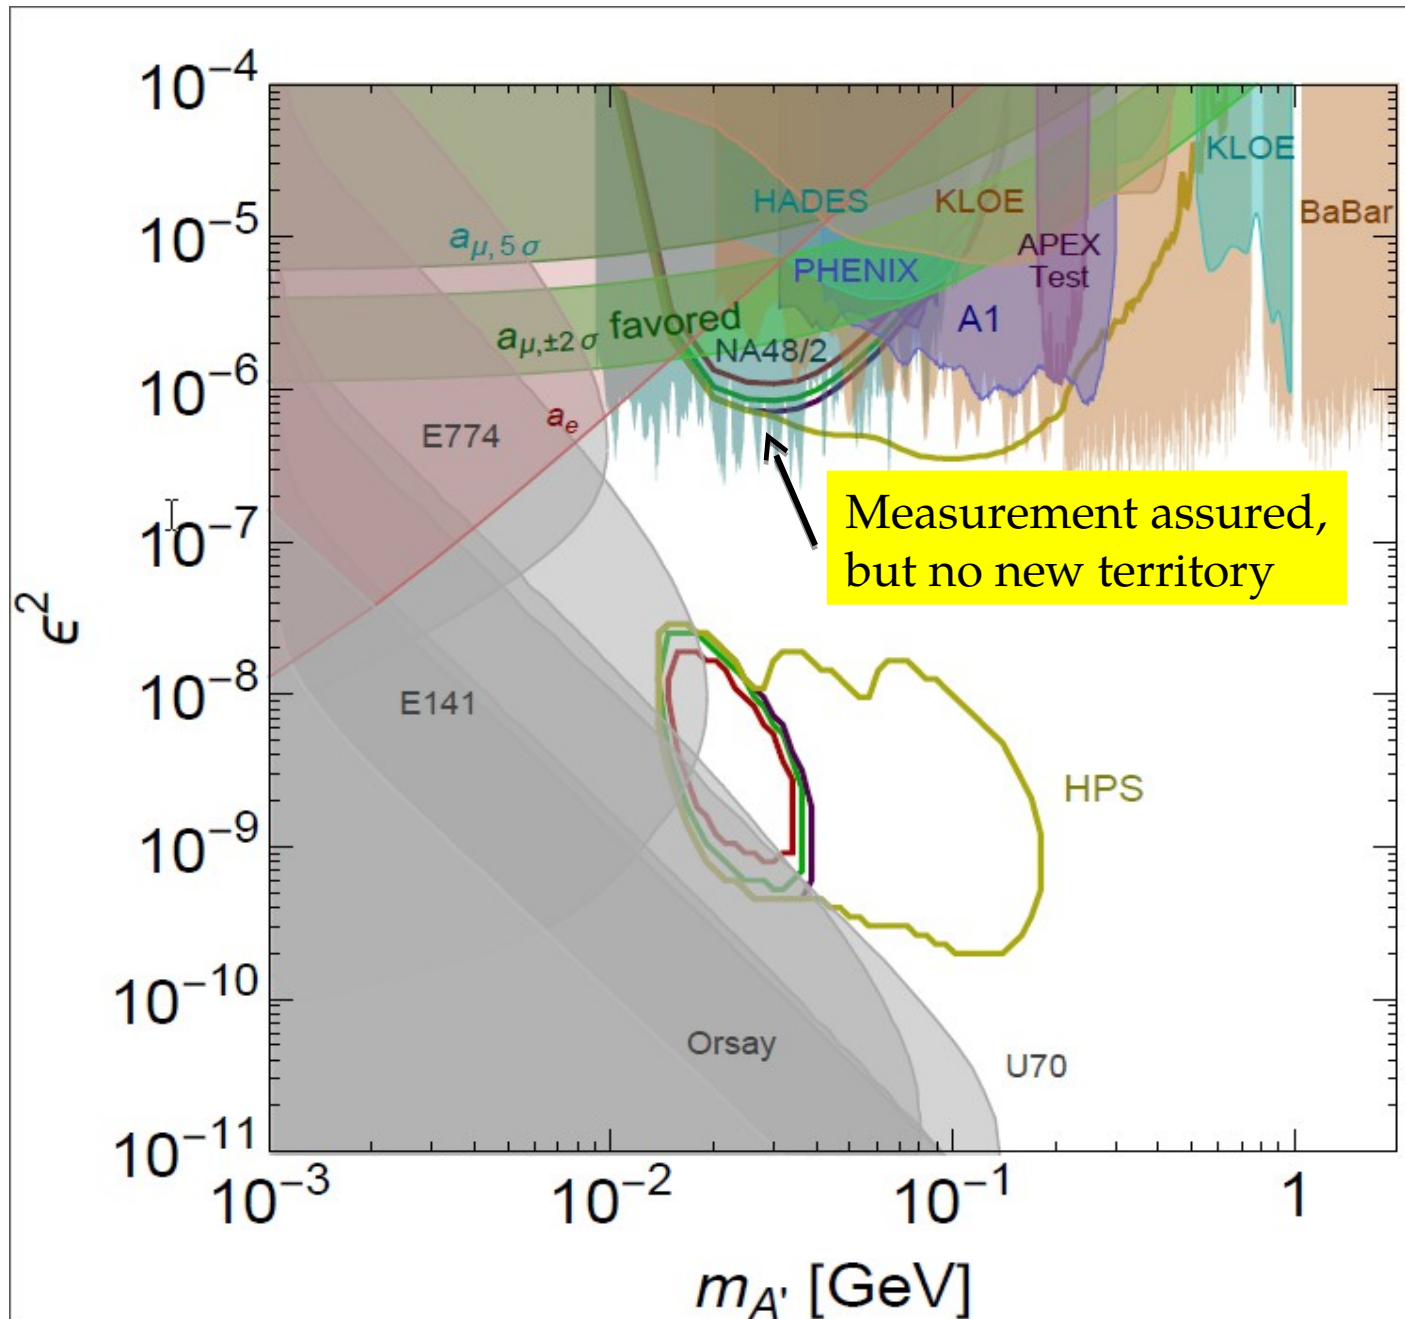 10⁻⁴
10⁻⁵
10⁻⁶
10⁻⁷
10⁻⁸
10⁻⁹
10⁻¹⁰
10⁻¹¹
ϵ²
KLOE
HADES
KLOE
BaBar
aμ, 5 σ
APEX
Test
PHENIX
A1
aμ,±2 σ favored
NA48/2
ae
E774
Measurement assured,
but no new territory
E141
HPS
Orsay
U70
10⁻³
10⁻²
10⁻¹
1
mA' [GeV]